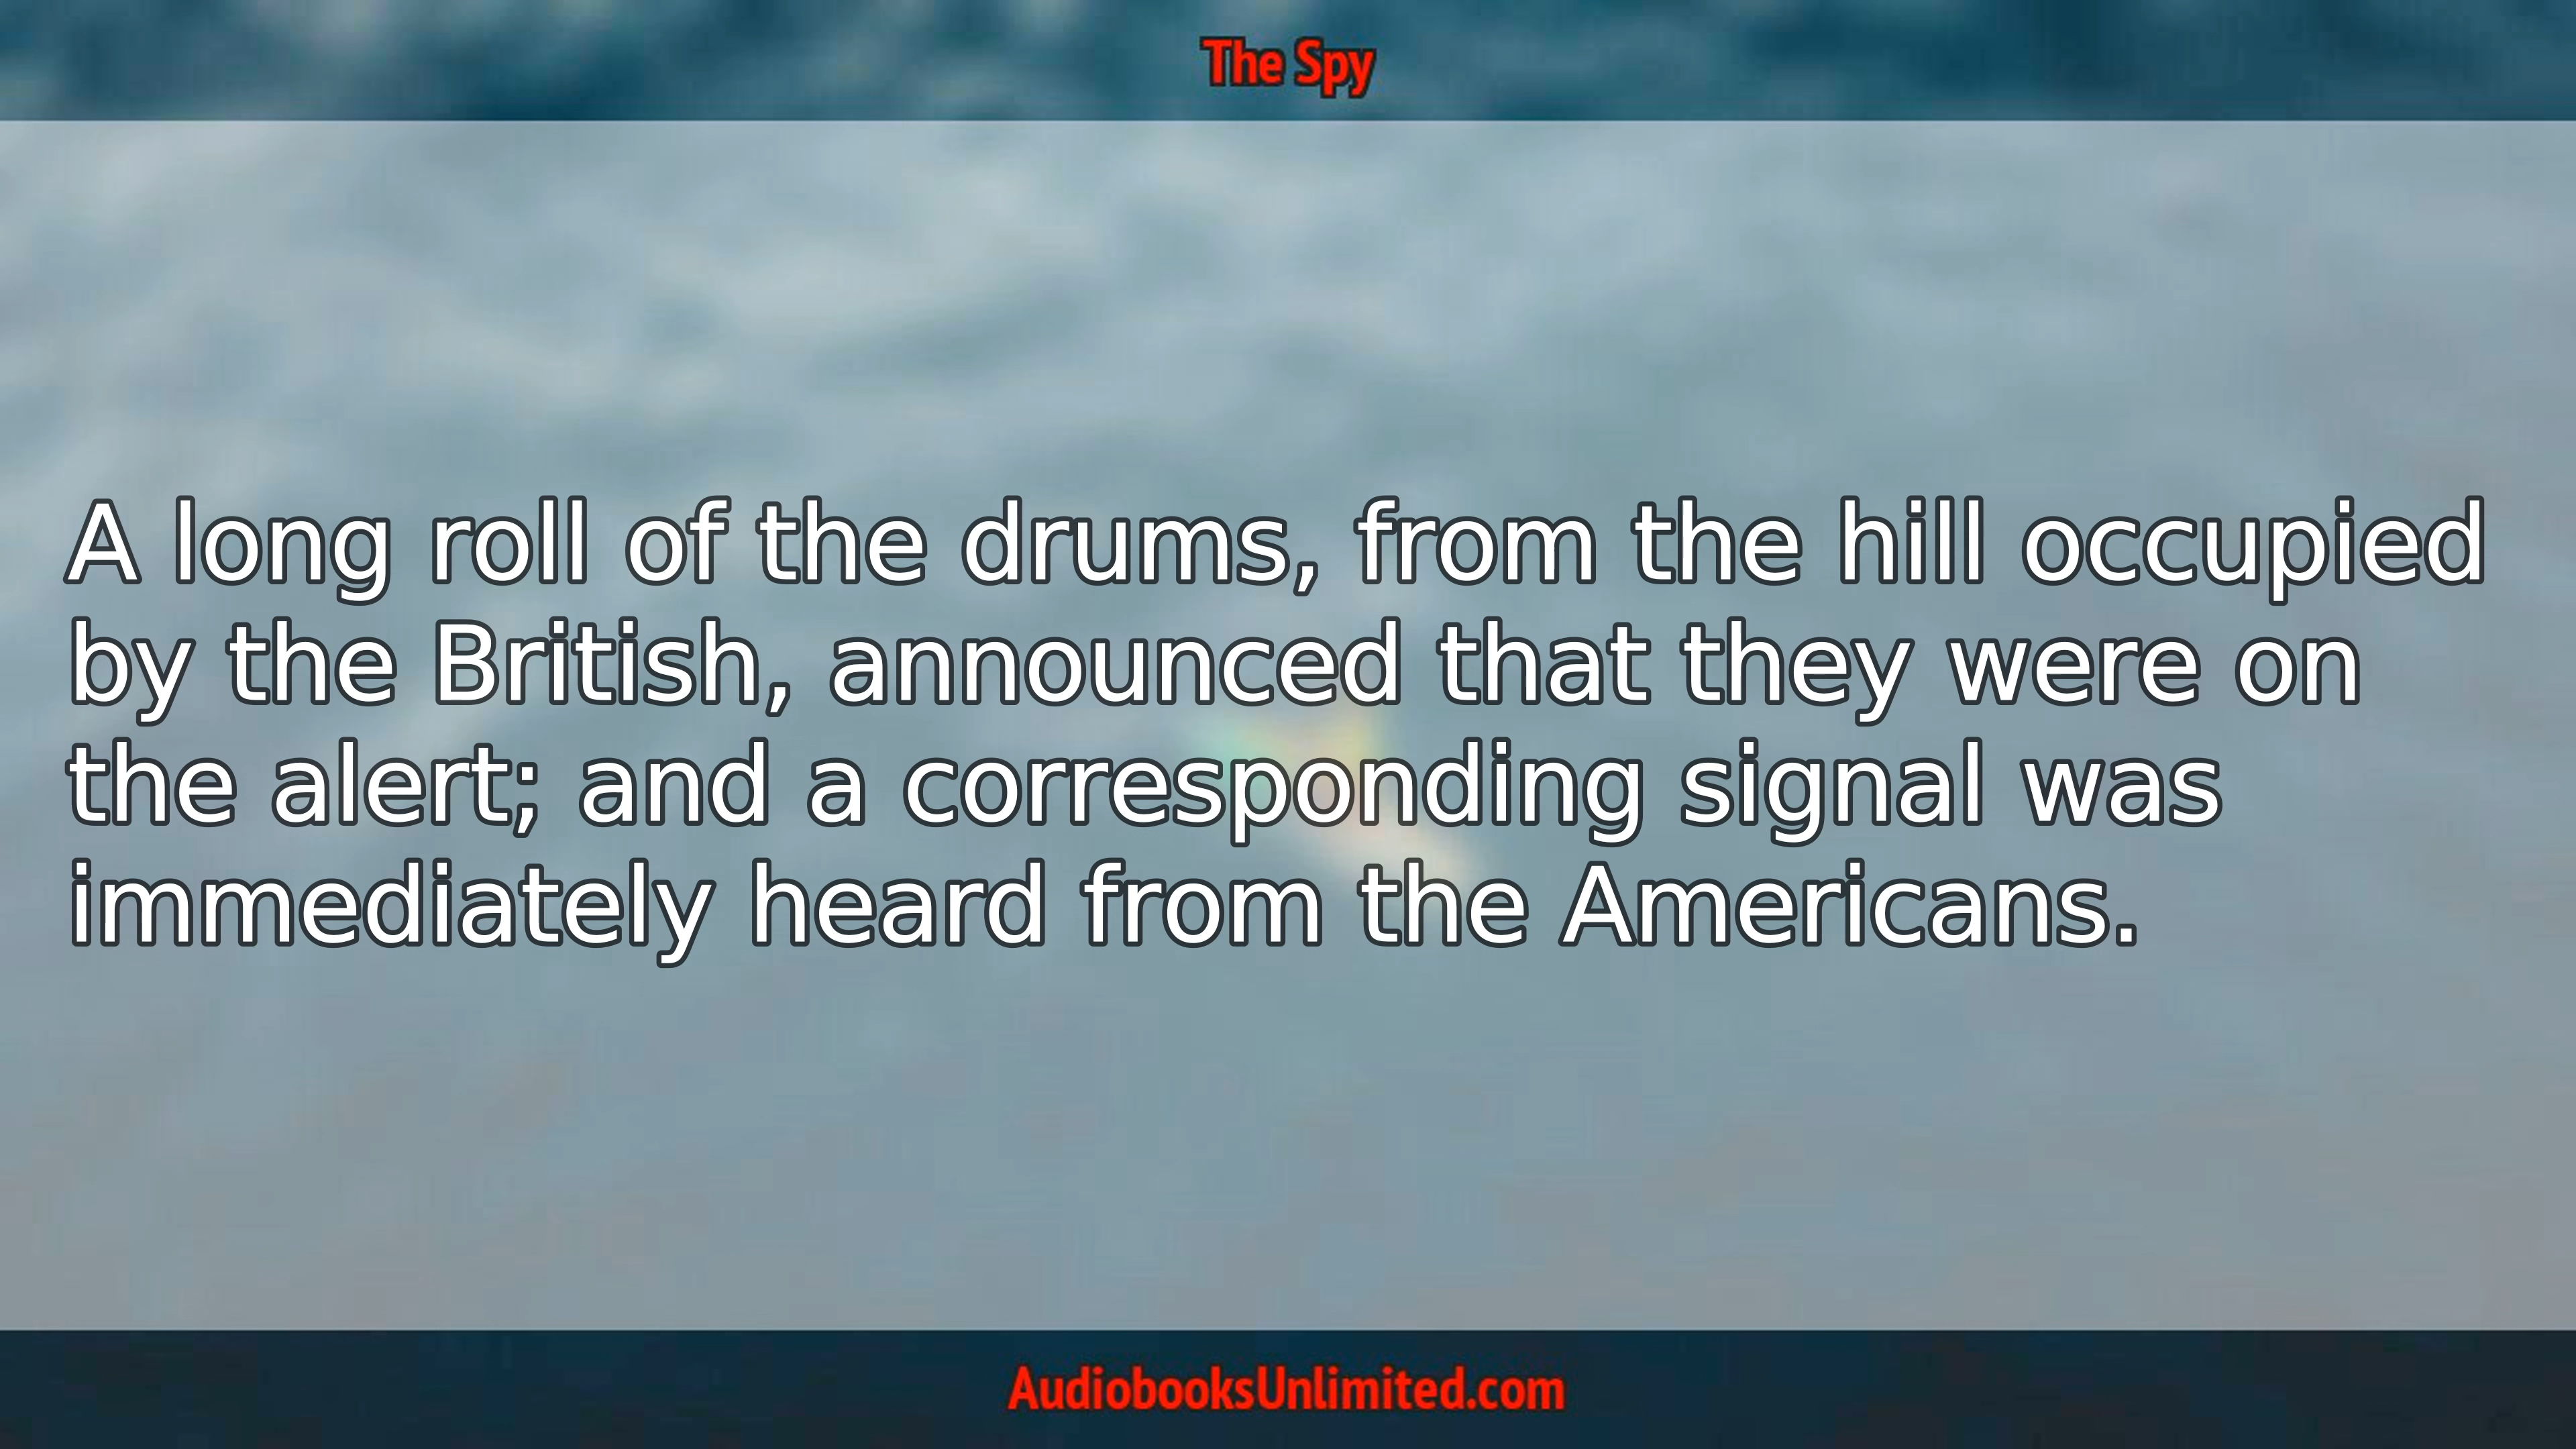 The Spy
A long roll of the drums, from the hill occupied
by the British, announced that they were on
the alert; and a corresponding signal was
immediately heard from the Americans.
AudiobooksUnlimited.com